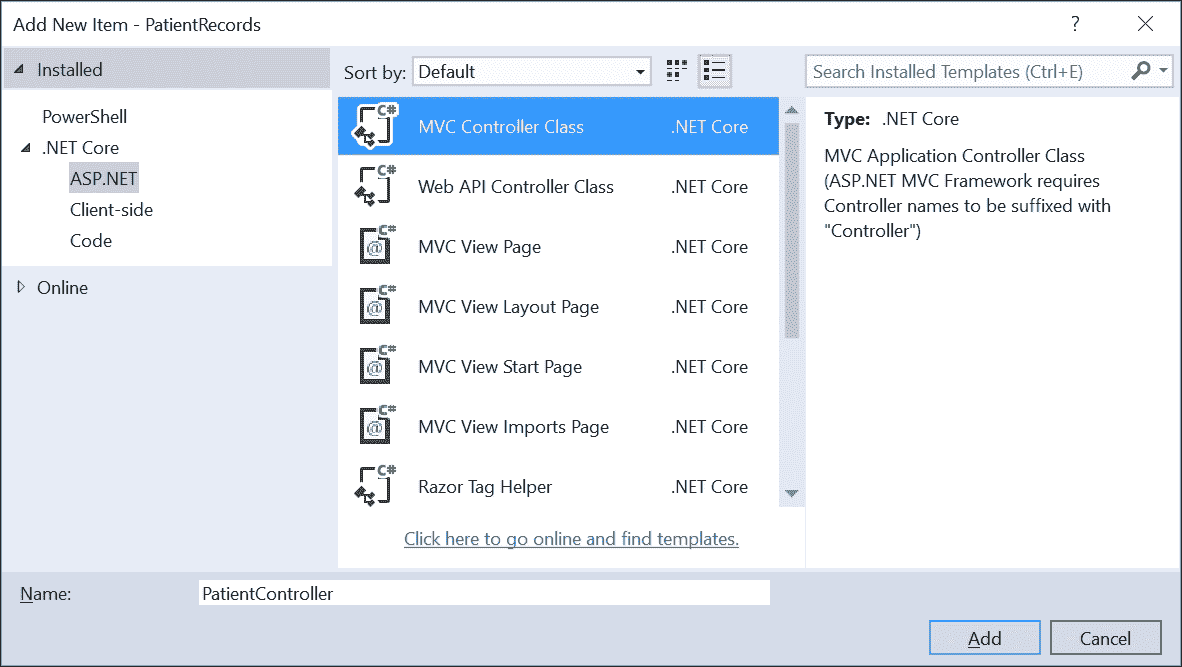 Add New Item - PatientRecords
?
Installed
PowerShell
.NET Core
ASP.NET
Client-side
Code
Online
Sort by: Default
C# MVC Controller Class .NET Core
C# Web API Controller Class .NET Core
C# @ MVC View Page .NET Core
C# @ MVC View Layout Page .NET Core
C# @ MVC View Start Page .NET Core
C# @ MVC View Imports Page .NET Core
C# Razor Tag Helper .NET Core
Click here to go online and find templates.
Search Installed Templates (Ctrl+E)
Type: .NET Core
MVC Application Controller Class
(ASP.NET MVC Framework requires
Controller names to be suffixed with
"Controller")
Name: PatientController
Add Cancel